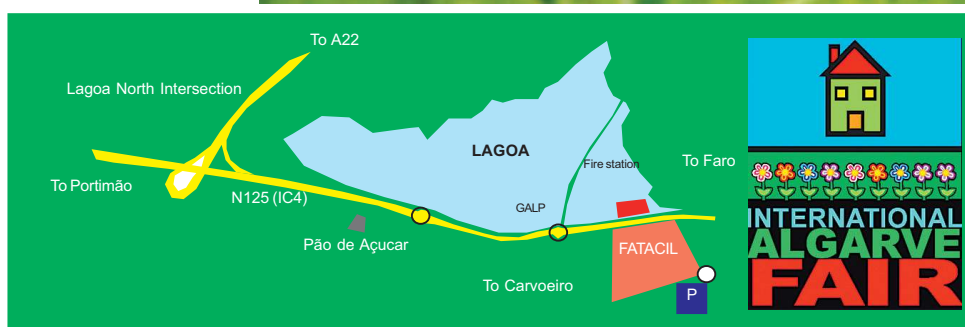 To A22
Lagoa North Intersection
LAGOA
Fire station
To Faro
To Portimão
N125 (IC4)
GALP
Pão de Açucar
FATACIL
To Carvoeiro
P
INTERNATIONAL
ALGARVE
FAIR